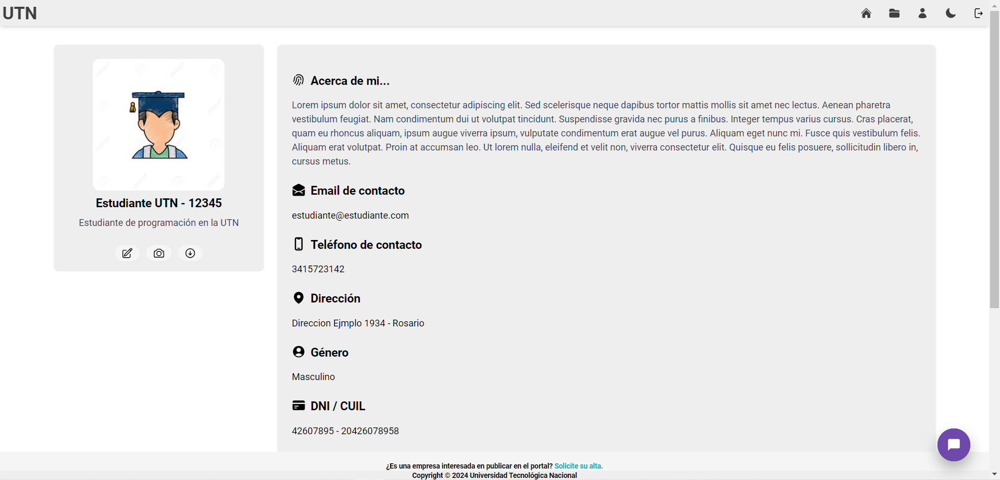 UTN
Estudiante UTN - 12345
Estudiante de programación en la UTN
Acerca de mi...
Lorem ipsum dolor sit amet, consectetur adipiscing elit. Sed scelerisque neque dapibus tortor mattis mollis sit amet nec lectus. Aenean pharetra
vestibulum feugiat. Nam condimentum dui ut volutpat tincidunt. Suspendisse gravida nec purus a finibus. Integer tempus varius cursus. Cras placerat,
quam eu rhoncus aliquam, ipsum augue viverra ipsum, vulputate condimentum erat augue vel purus. Aliquam eget nunc mi. Fusce quis vestibulum felis.
Aliquam erat volutpat. Proin at accumsan leo. Ut lorem nulla, eleifend et velit non, viverra consectetur elit. Quisque eu felis posuere, sollicitudin libero in,
cursus metus.
Email de contacto
estudiante@estudiante.com
Teléfono de contacto
3415723142
Dirección
Direccion Ejmplo 1934 - Rosario
Género
Masculino
DNI / CUIL
42607895 - 20426078958
¿Es una empresa interesada en publicar en el portal? Solicite su alta.
Copyright © 2024 Universidad Tecnológica Nacional